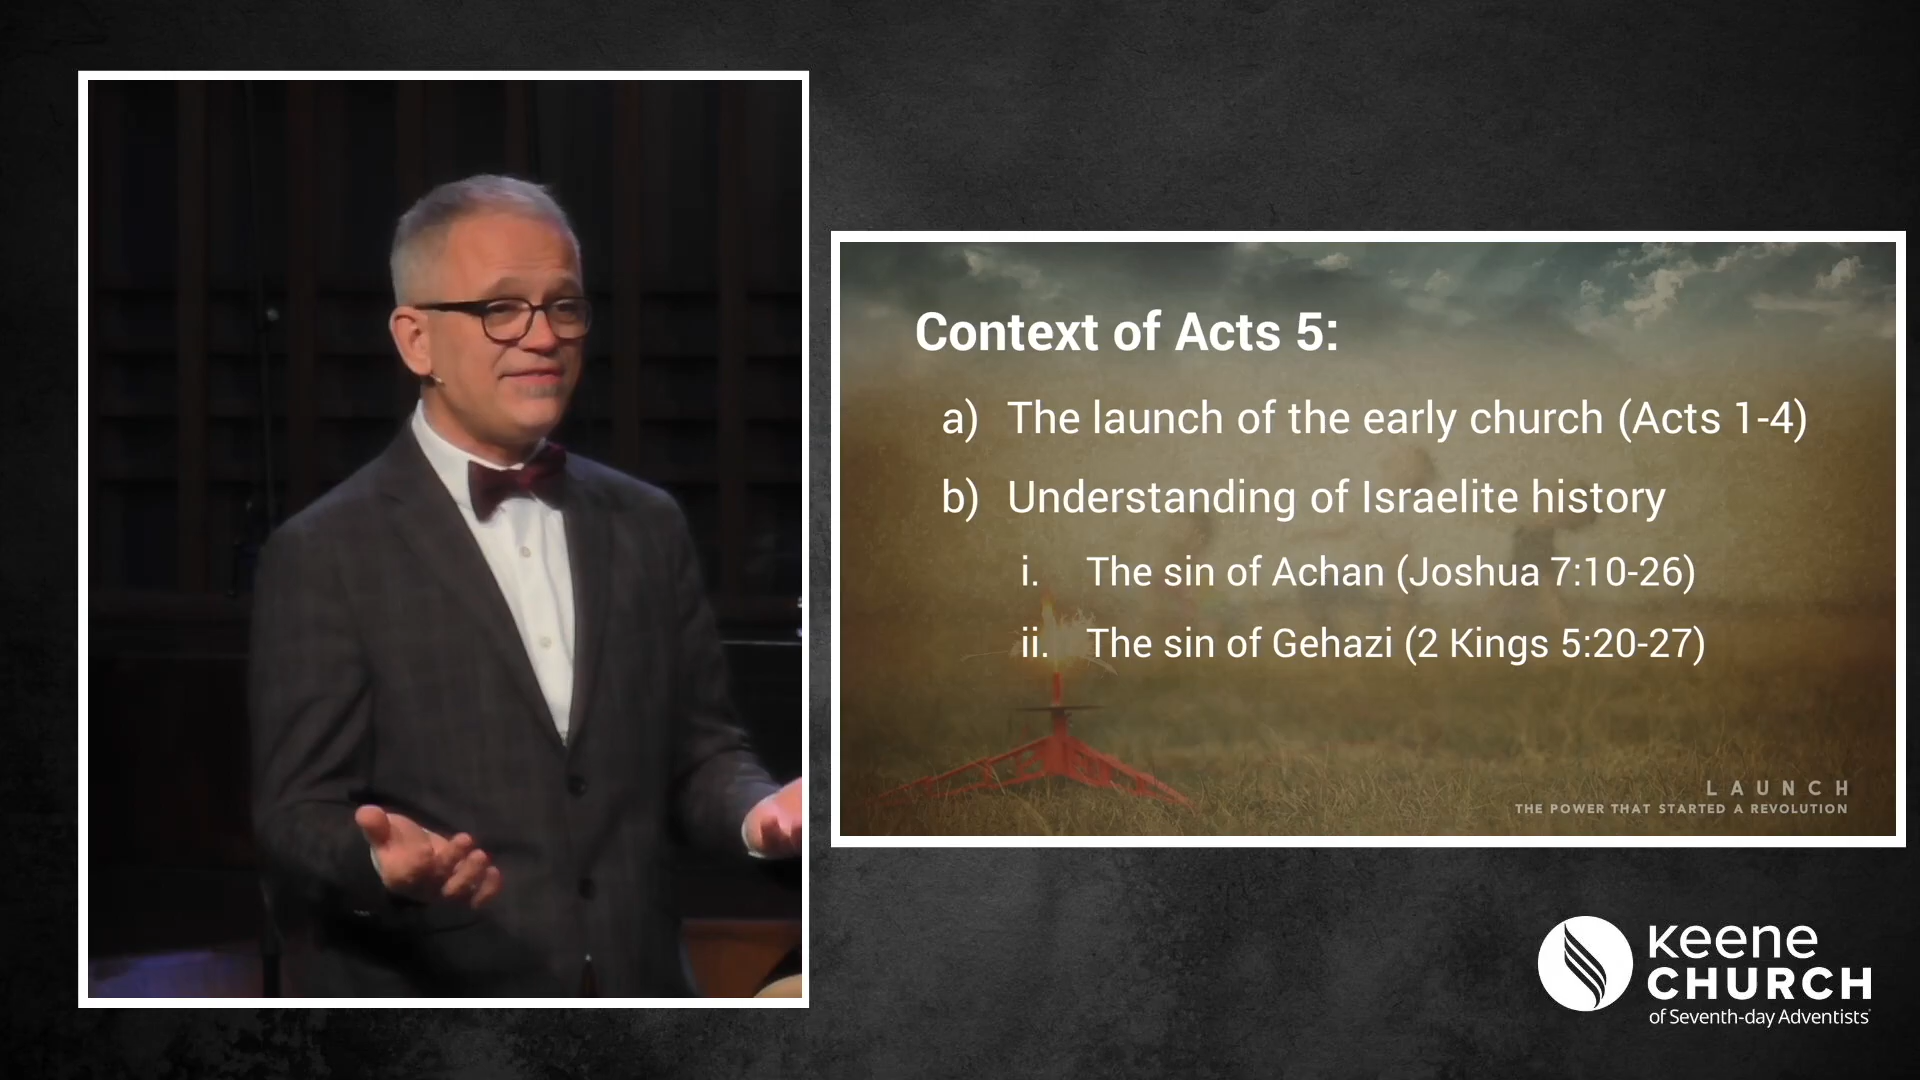 Context of Acts 5:
a) The launch of the early church (Acts 1-4)
b) Understanding of Israelite history
i. The sin of Achan (Joshua 7:10-26)
ii. The sin of Gehazi (2 Kings 5:20-27)
LAUNCH
THE POWER THAT STARTED A REVOLUTION
Keene
CHURCH
of Seventh-day Adventists